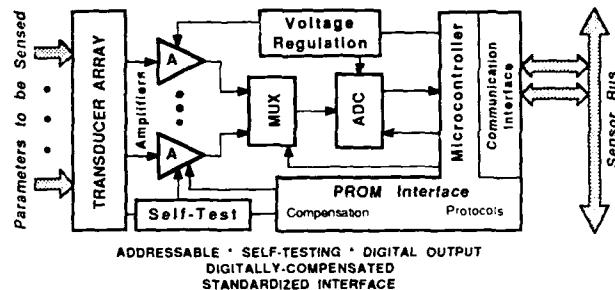 Parameters to be Sensed
TRANSDUCER ARRAY
Amplifiers
A
A
Voltage
Regulation
MUX
ADC
Microcontroller
Communication
Interface
Sensor Bus
PROM Interface
Compensation
Protocols
Self-Test
ADDRESSABLE * SELF-TESTING * DIGITAL OUTPUT
DIGITALLY-COMPENSATED
STANDARDIZED INTERFACE